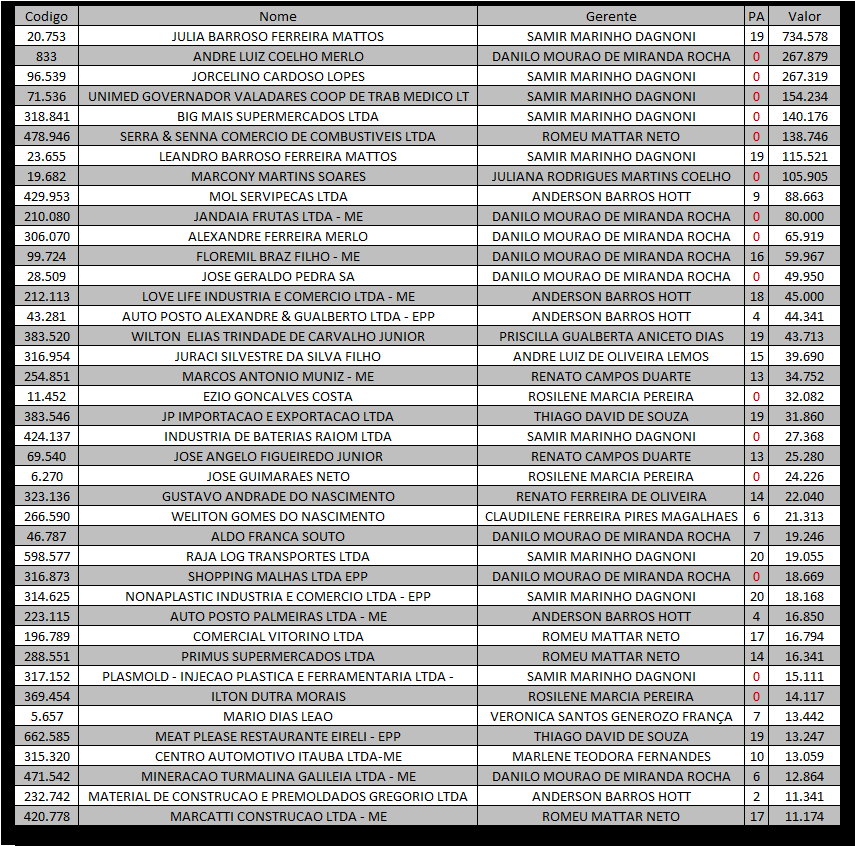 Codigo Nome Gerente PA Valor
20.753 JULIA BARROSO FERREIRA MATTOS SAMIR MARINHO DAGNONI 19 734.578
833 ANDRE LUIZ COELHO MERLO DANILO MOURAO DE MIRANDA ROCHA 0 267.879
96.539 JORCELINO CARDOSO LOPES SAMIR MARINHO DAGNONI 0 267.319
71.536 UNIMED GOVERNADOR VALADARES COOP DE TRAB MEDICO LT SAMIR MARINHO DAGNONI 0 154.234
318.841 BIG MAIS SUPERMERCADOS LTDA SAMIR MARINHO DAGNONI 0 140.176
478.946 SERRA & SENNA COMERCIO DE COMBUSTIVEIS LTDA ROMEU MATTAR NETO 0 138.746
23.655 LEANDRO BARROSO FERREIRA MATTOS SAMIR MARINHO DAGNONI 19 115.521
19.682 MARCONY MARTINS SOARES JULIANA RODRIGUES MARTINS COELHO 0 105.905
429.953 MOL SERVIPECAS LTDA ANDERSON BARROS HOTT 9 88.663
210.080 JANDAIA FRUTAS LTDA - ME DANILO MOURAO DE MIRANDA ROCHA 0 80.000
306.070 ALEXANDRE FERREIRA MERLO DANILO MOURAO DE MIRANDA ROCHA 0 65.919
99.724 FLOREMIL BRAZ FILHO - ME DANILO MOURAO DE MIRANDA ROCHA 16 59.967
28.509 JOSE GERALDO PEDRA SA DANILO MOURAO DE MIRANDA ROCHA 0 49.950
212.113 LOVE LIFE INDUSTRIA E COMERCIO LTDA - ME ANDERSON BARROS HOTT 18 45.000
43.281 AUTO POSTO ALEXANDRE & GUALBERTO LTDA - EPP ANDERSON BARROS HOTT 4 44.341
383.520 WILTON ELIAS TRINDADE DE CARVALHO JUNIOR PRISCILLA GUALBERTA ANICETO DIAS 19 43.713
316.954 JURACI SILVESTRE DA SILVA FILHO ANDRE LUIZ DE OLIVEIRA LEMOS 15 39.690
254.851 MARCOS ANTONIO MUNIZ - ME RENATO CAMPOS DUARTE 13 34.752
11.452 EZIO GONCALVES COSTA ROSILENE MARCIA PEREIRA 0 32.082
383.546 JP IMPORTACAO E EXPORTACAO LTDA THIAGO DAVID DE SOUZA 19 31.860
424.137 INDUSTRIA DE BATERIAS RAIOM LTDA SAMIR MARINHO DAGNONI 0 27.368
69.540 JOSE ANGELO FIGUEIREDO JUNIOR RENATO CAMPOS DUARTE 13 25.280
6.270 JOSE GUIMARAES NETO ROSILENE MARCIA PEREIRA 0 24.226
323.136 GUSTAVO ANDRADE DO NASCIMENTO RENATO FERREIRA DE OLIVEIRA 14 22.040
266.590 WELITON GOMES DO NASCIMENTO CLAUDILENE FERREIRA PIRES MAGALHAES 6 21.313
46.787 ALDO FRANCA SOUTO DANILO MOURAO DE MIRANDA ROCHA 7 19.246
598.577 RAJA LOG TRANSPORTES LTDA SAMIR MARINHO DAGNONI 20 19.055
316.873 SHOPPING MALHAS LTDA EPP DANILO MOURAO DE MIRANDA ROCHA 0 18.669
314.625 NONAPLASTIC INDUSTRIA E COMERCIO LTDA - EPP SAMIR MARINHO DAGNONI 20 18.168
223.115 AUTO POSTO PALMEIRAS LTDA - ME ANDERSON BARROS HOTT 4 16.850
196.789 COMERCIAL VITORINO LTDA ROMEU MATTAR NETO 17 16.794
288.551 PRIMUS SUPERMERCADOS LTDA ROMEU MATTAR NETO 14 16.341
317.152 PLASMOLD - INJECAO PLASTICA E FERRAMENTARIA LTDA - SAMIR MARINHO DAGNONI 0 15.111
369.454 ILTON DUTRA MORAIS ROSILENE MARCIA PEREIRA 0 14.117
5.657 MARIO DIAS LEAO VERONICA SANTOS GENEROZO FRANÇA 7 13.442
662.585 MEAT PLEASE RESTAURANTE EIRELI - EPP THIAGO DAVID DE SOUZA 19 13.247
315.320 CENTRO AUTOMOTIVO ITAUBA LTDA-ME MARLENE TEODORA FERNANDES 10 13.059
471.542 MINERACAO TURMALINA GALILEIA LTDA - ME DANILO MOURAO DE MIRANDA ROCHA 6 12.864
232.742 MATERIAL DE CONSTRUCAO E PREMOLDADOS GREGORIO LTDA ANDERSON BARROS HOTT 2 11.341
420.778 MARCATTI CONSTRUCAO LTDA - ME ROMEU MATTAR NETO 17 11.174